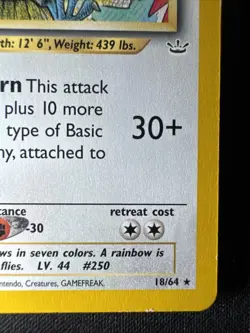 th: 12' 6", Weight: 439 lbs.
rn This attack
plus 10 more
type of Basic
30+
ny, attached to
tance
retreat cost
-30
ws in seven colors. A rainbow is
flies. LV. 44 #250
ntendo, Creatures, GAMEFREAK.
18/64 ★